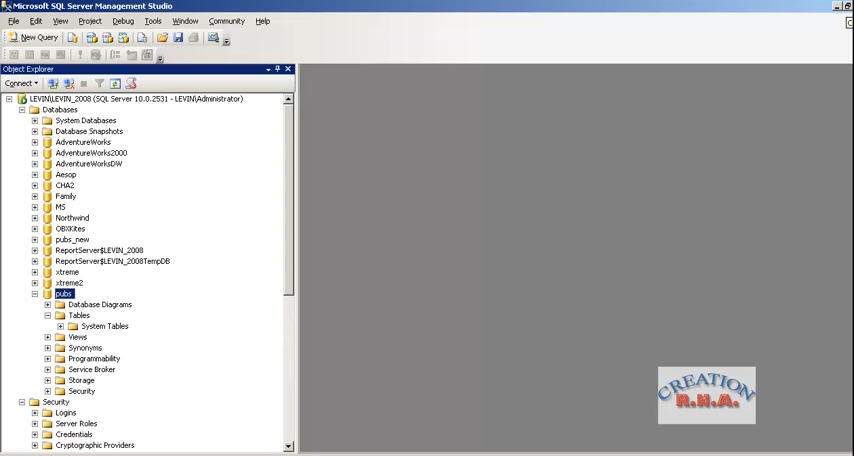 Microsoft SQL Server Management Studio
File Edit View Project Debug Tools Window Community Help
New Query
Object Explorer
Connect
LEVIN\LEVIN_2008 (SQL Server 10.0.2531 - LEVIN\Administrator)
Databases
System Databases
Database Snapshots
AdventureWorks
AdventureWorks2000
AdventureWorksDW
Aesop
CHA2
Family
MS
Northwind
OBXKites
pubs_new
ReportServer$LEVIN_2008
ReportServer$LEVIN_2008TempDB
xtreme
xtreme2
pubs
Database Diagrams
Tables
System Tables
Views
Synonyms
Programmability
Service Broker
Storage
Security
Security
Logins
Server Roles
Credentials
Cryptographic Providers
CREATION
R.H.A.